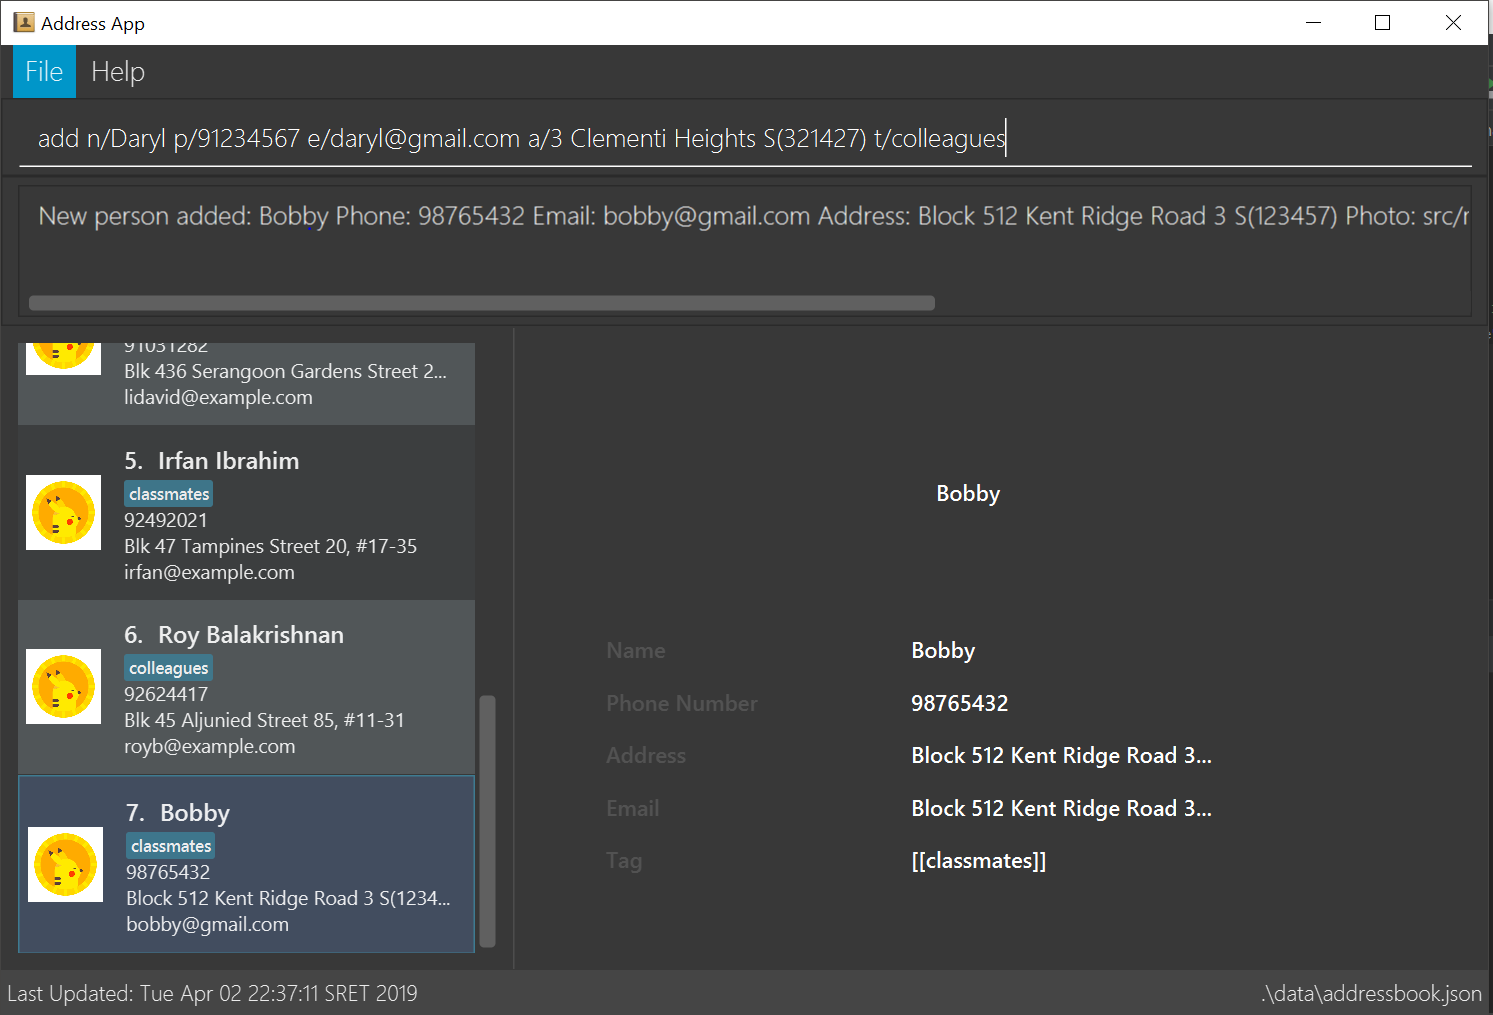 Address App
File Help
add n/Daryl p/91234567 e/daryl@gmail.com a/3 Clementi Heights S(321427) t/colleagues
New person added: Bobby Phone: 98765432 Email: bobby@gmail.com Address: Block 512 Kent Ridge Road 3 S(123457) Photo: src/r
91031282
Blk 436 Serangoon Gardens Street 2...
lidavid@example.com
5. Irfan Ibrahim
classmates
92492021
Blk 47 Tampines Street 20, #17-35
irfan@example.com
6. Roy Balakrishnan
colleagues
92624417
Blk 45 Aljunied Street 85, #11-31
royb@example.com
7. Bobby
classmates
98765432
Block 512 Kent Ridge Road 3 S(1234...
bobby@gmail.com
Bobby
Name Bobby
Phone Number 98765432
Address Block 512 Kent Ridge Road 3...
Email Block 512 Kent Ridge Road 3...
Tag [[classmates]]
Last Updated: Tue Apr 02 22:37:11 SRET 2019
.\data\addressbook.json